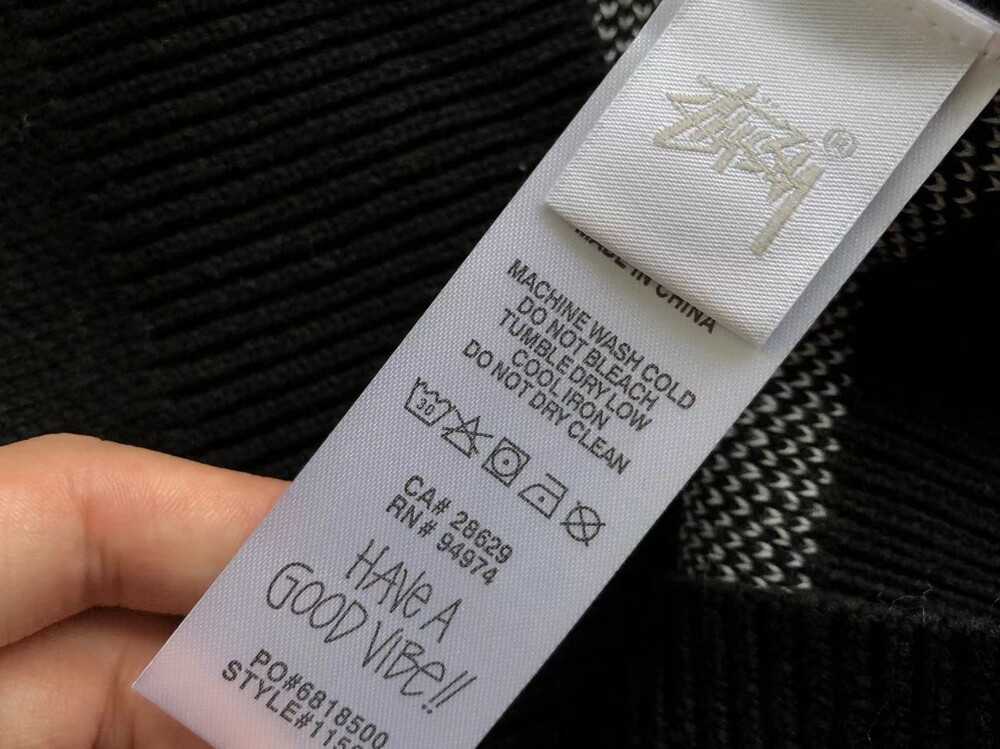 Stüssy ®
MADE IN CHINA
MACHINE WASH COLD
DO NOT BLEACH
TUMBLE DRY LOW
COOL IRON
DO NOT DRY CLEAN
30
CA# 28629
RN# 94974
HAVE A
GOOD VIBE!!
PO#6818500